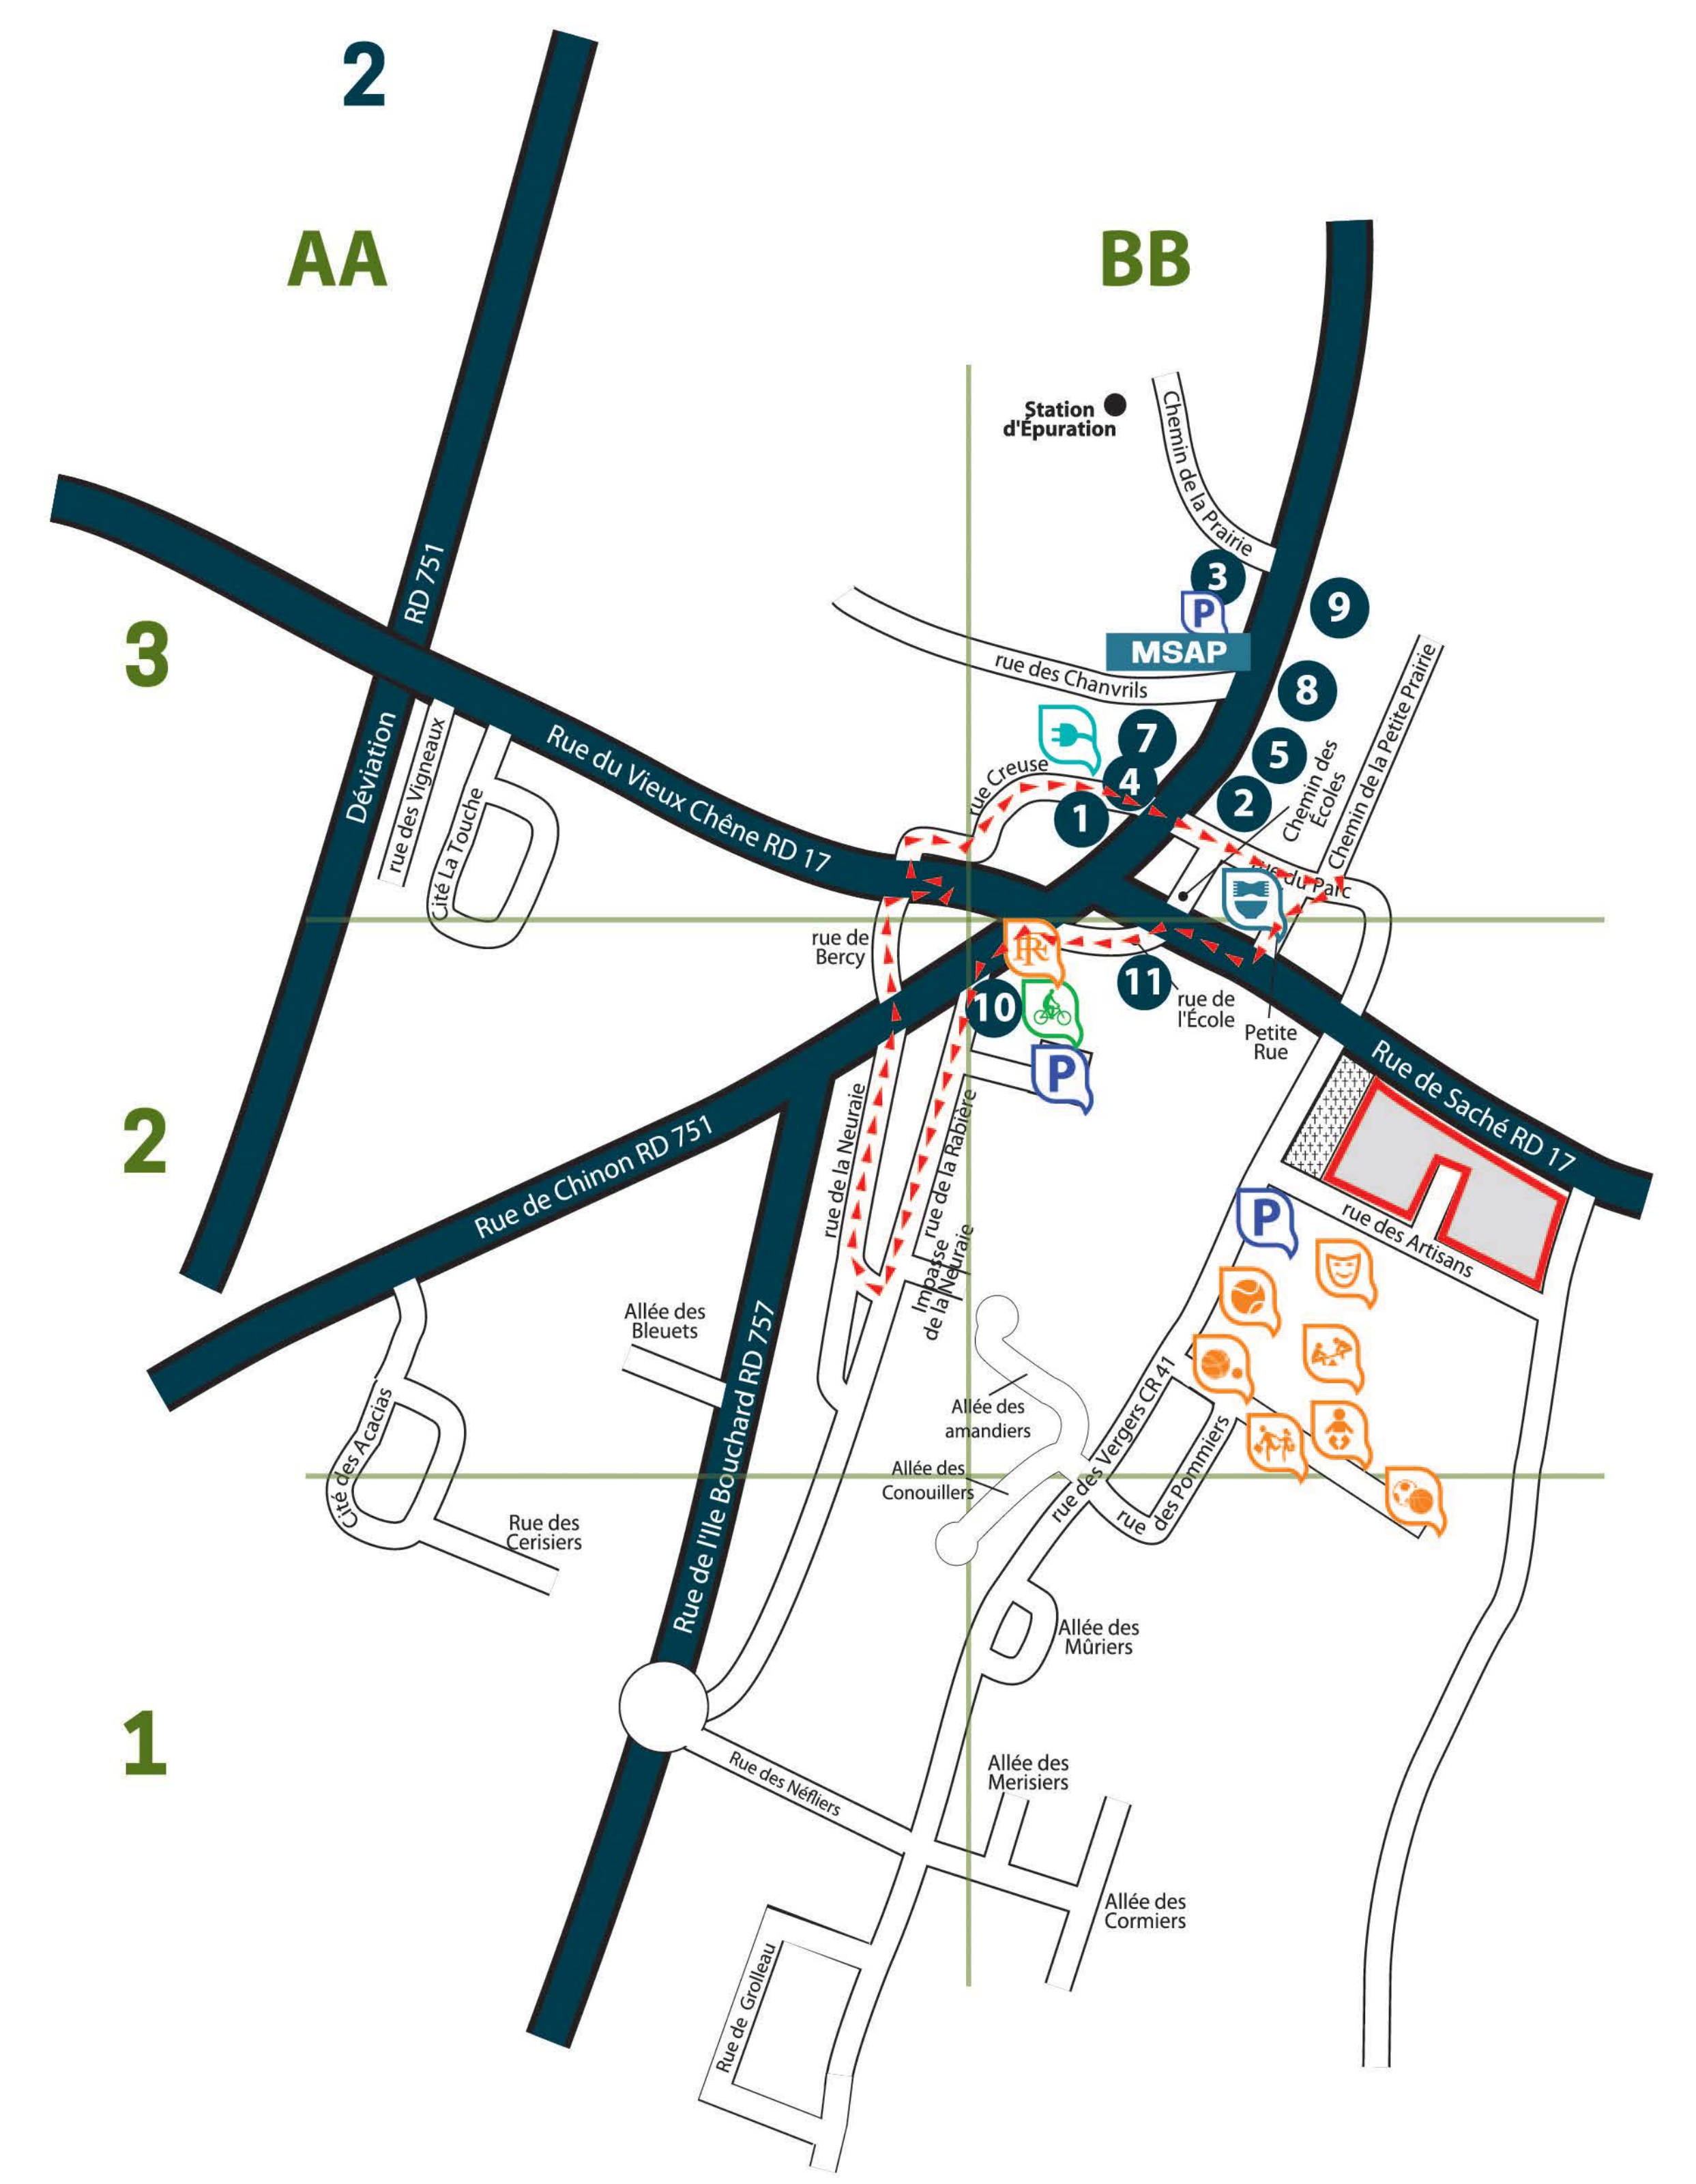 2
AA
BB
Station
d'Épuration
Chemin de la Prairie
3
P
9
MSAP
3
RD 751
rue des Chanvrils
8
7
5
Chemin des
Écoles
Chemin de la Petite Prairie
Déviation
rue des Vigneaux
Cité La Touche
Rue du Vieux Chêne RD 17
rue Creuse
4
2
1
rue du Parc
rue de
Bercy
RF
11
10
rue de
l'École
Petite
Rue
P
Rue de Saché RD 17
2
Rue de Chinon RD 751
rue de la Neuraie
rue de la Rabière
Impasse
de la Neuraie
P
rue des Artisans
Allée des
Bleuets
Rue de l'Ile Bouchard RD 757
Allée des
amandiers
rue des Vergers CR 41
Cité des Acacias
Allée des
Conouillers
rue des Pommiers
Rue des
Cerisiers
Allée des
Mûriers
1
Rue des Néfliers
Allée des
Merisiers
Allée des
Cormiers
Rue de Grolleau